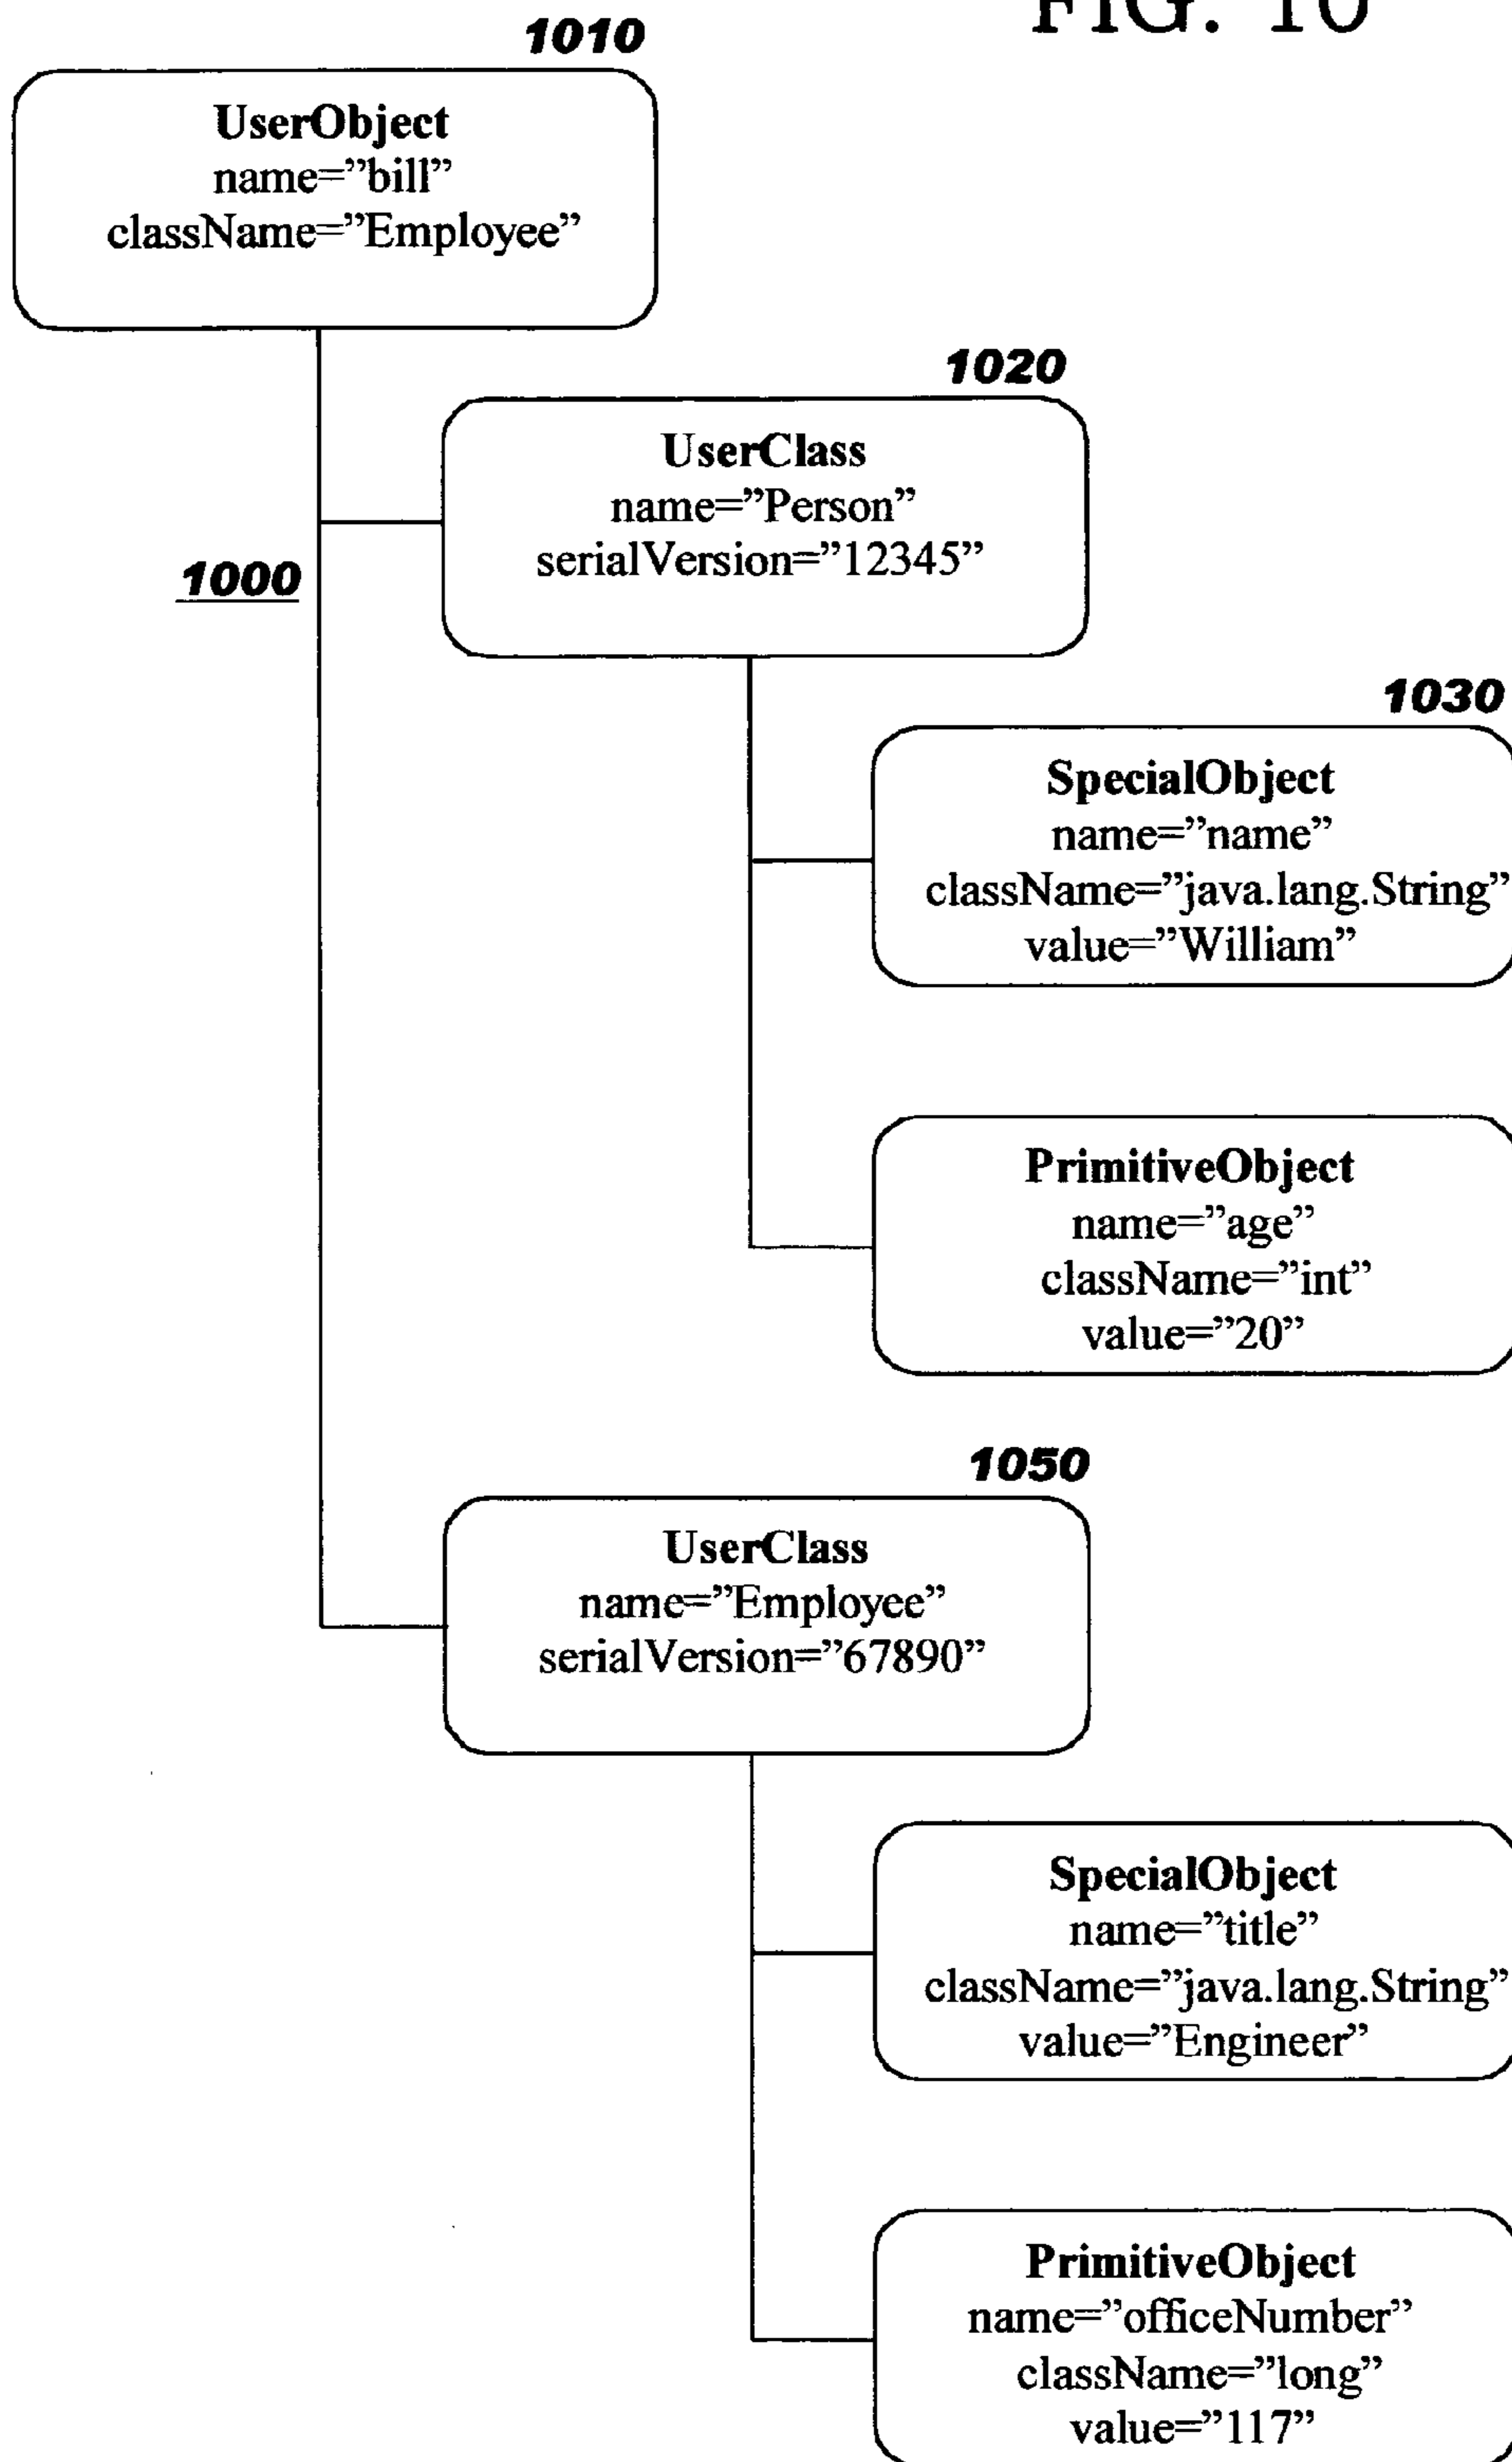 FIG. 10
1010
UserObject
name=”bill”
className=”Employee”
1020
UserClass
name=”Person”
serialVersion=”12345”
1000
1030
SpecialObject
name=”name”
className=”java.lang.String”
value=”William”
PrimitiveObject
name=”age”
className=”int”
value=”20”
1050
UserClass
name=”Employee”
serialVersion=”67890”
SpecialObject
name=”title”
className=”java.lang.String”
value=”Engineer”
PrimitiveObject
name=”officeNumber”
className=”long”
value=”117”